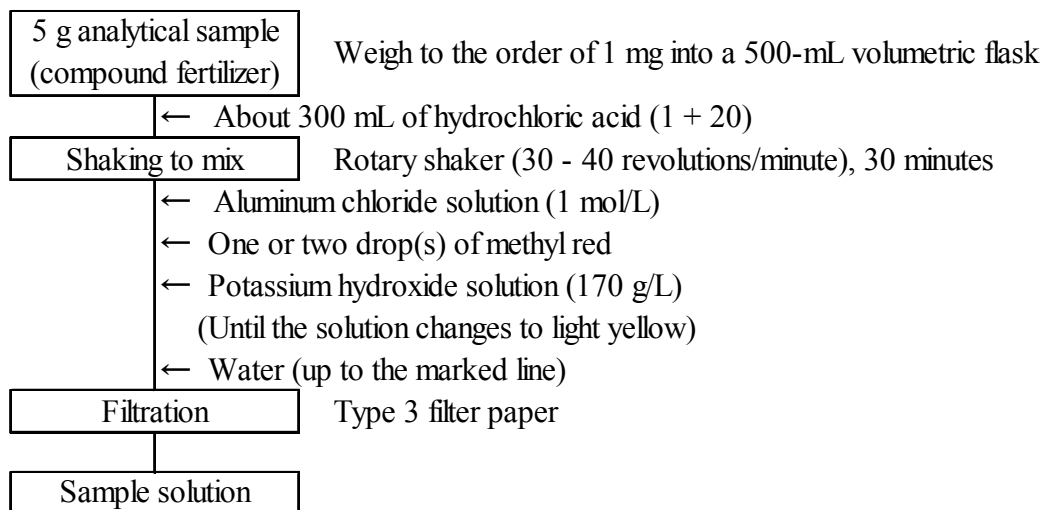 5 g analytical sample
(compound fertilizer)
Weigh to the order of 1 mg into a 500-mL volumetric flask
← About 300 mL of hydrochloric acid (1 + 20)
Shaking to mix
Rotary shaker (30 - 40 revolutions/minute), 30 minutes
← Aluminum chloride solution (1 mol/L)
← One or two drop(s) of methyl red
← Potassium hydroxide solution (170 g/L)
(Until the solution changes to light yellow)
← Water (up to the marked line)
Filtration
Type 3 filter paper
Sample solution